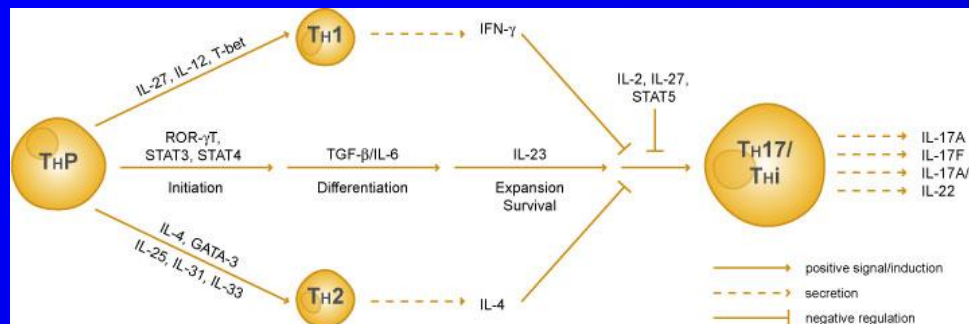 TH1
IFN-γ
IL-27, IL-12, T-bet
IL-2, IL-27,
STAT5
THP
ROR-γT,
STAT3, STAT4
Initiation
TGF-β/IL-6
Differentiation
IL-23
Expansion
Survival
TH17/
THi
IL-17A
IL-17F
IL-17A/
IL-22
IL-4, GATA-3
IL-25, IL-31, IL-33
TH2
IL-4
positive signal/induction
secretion
negative regulation